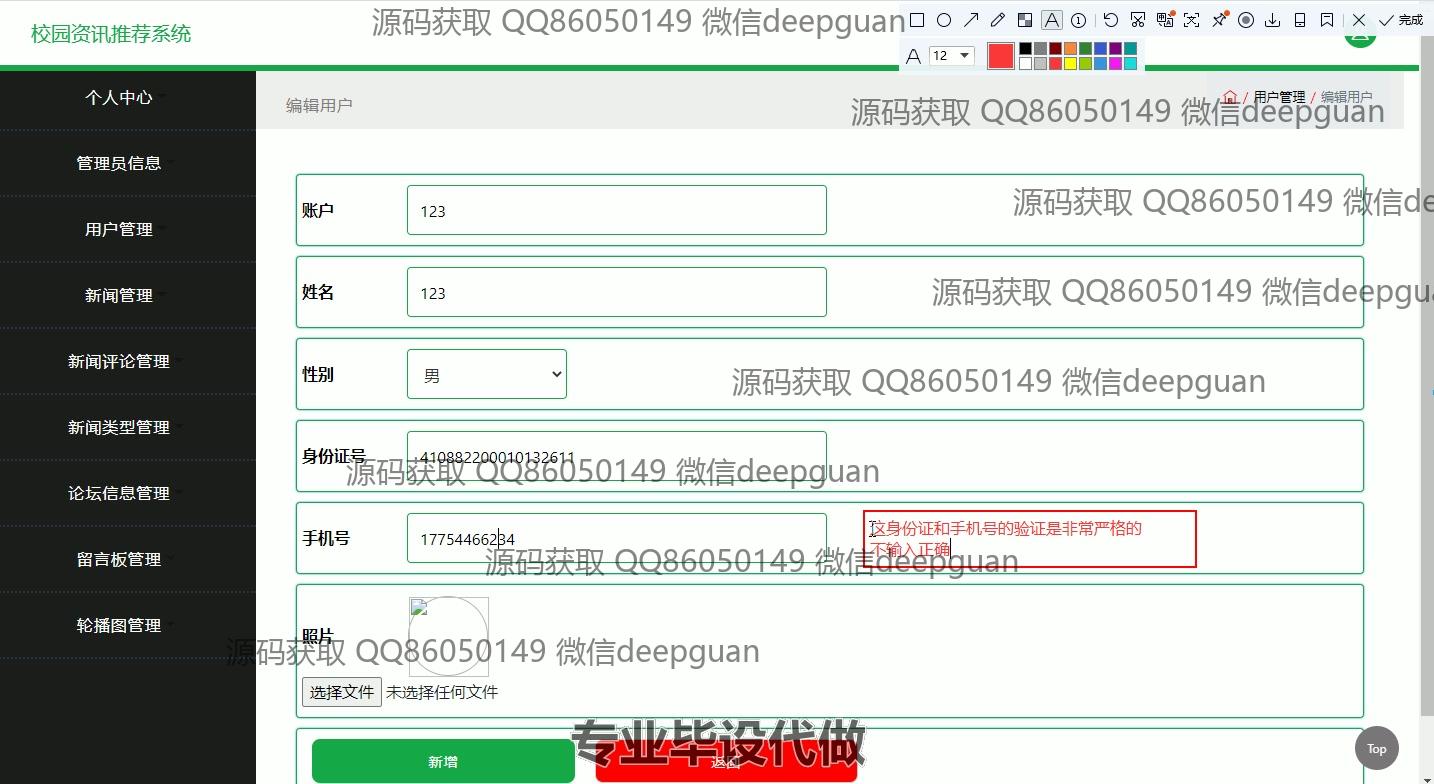 校园资讯推荐系统
源码获取 QQ86050149 微信deepguan
A
1
完成
A
12
个人中心
编辑用户
/ 用户管理 / 编辑用户
源码获取 QQ86050149 微信deepguan
管理员信息
账户
123
源码获取 QQ86050149 微信de
用户管理
新闻管理
姓名
123
源码获取 QQ86050149 微信deepgu
新闻评论管理
性别
男
源码获取 QQ86050149 微信deepguan
新闻类型管理
身份证号
410882200010132611
源码获取 QQ86050149 微信deepguan
论坛信息管理
手机号
17754466234
这身份证和手机号的验证是非常严格的
不输入正确
源码获取 QQ86050149 微信deepguan
留言板管理
轮播图管理
照片
源码获取 QQ86050149 微信deepguan
选择文件 未选择任何文件
专业毕设代做
新增
返回
Top